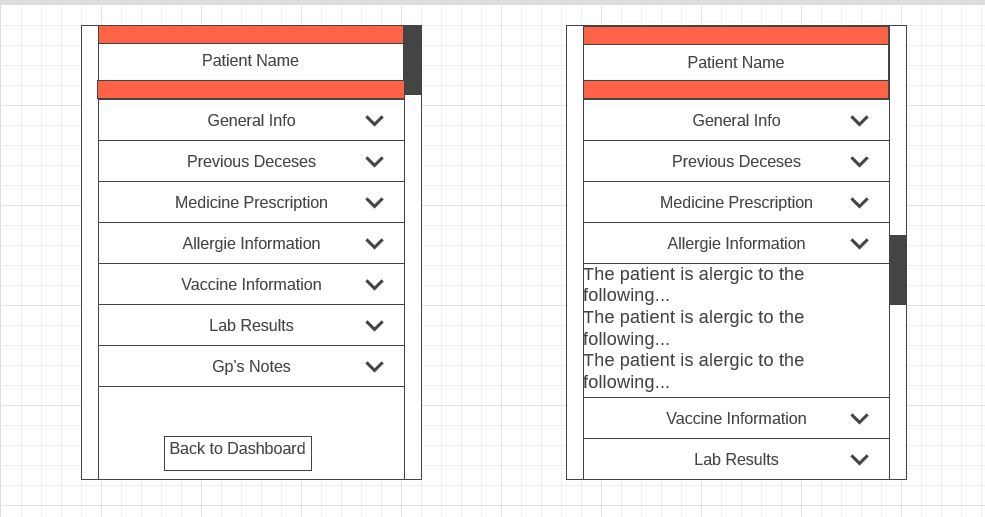 Patient Name
General Info
Previous Deceses
Medicine Prescription
Allergie Information
Vaccine Information
Lab Results
Gp's Notes
Back to Dashboard
Patient Name
General Info
Previous Deceses
Medicine Prescription
Allergie Information
The patient is alergic to the
following...
The patient is alergic to the
following...
The patient is alergic to the
following...
Vaccine Information
Lab Results